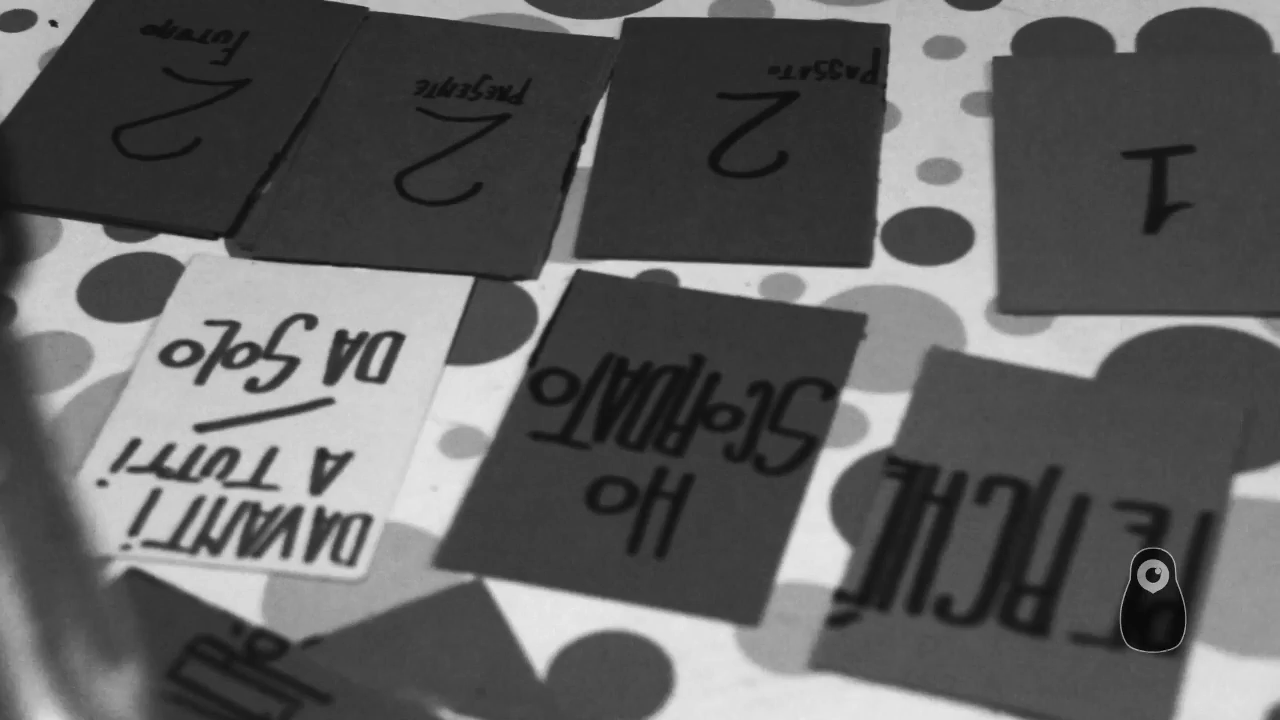 1
2
PASSATO
2
PRESENTE
2
FUTURO
PERCHÉ
HO
SCORDATO
DAVANTI
A TUTTI
/
DA SOLO